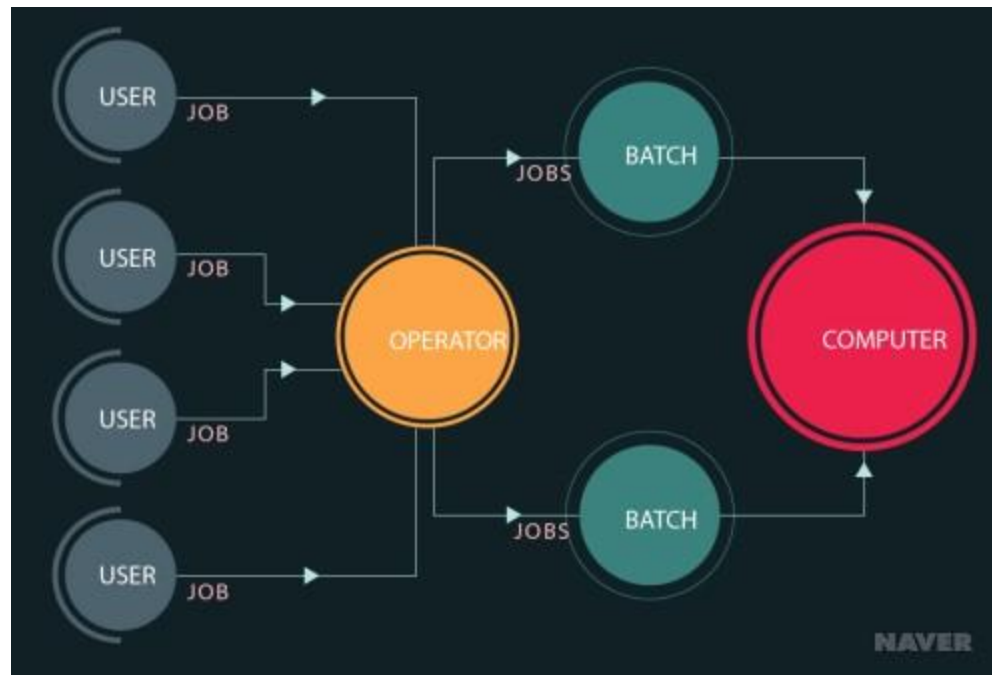 USER
JOB
USER
JOB
USER
JOB
USER
JOB
OPERATOR
JOBS
BATCH
JOBS
BATCH
COMPUTER
NAVER